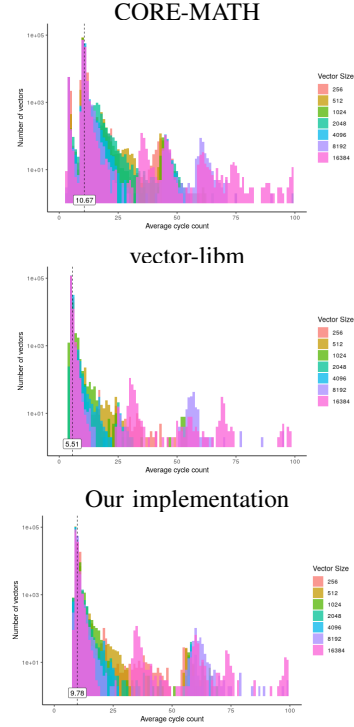 CORE-MATH
1e+05
1e+03
1e+01
Number of vectors
10.67
0 25 50 75 100
Average cycle count
Vector Size
256
512
1024
2048
4096
8192
16384
vector-libm
1e+05
1e+03
1e+01
Number of vectors
5.51
0 25 50 75 100
Average cycle count
Vector Size
256
512
1024
2048
4096
8192
16384
Our implementation
1e+05
1e+03
1e+01
Number of vectors
9.78
0 25 50 75 100
Average cycle count
Vector Size
256
512
1024
2048
4096
8192
16384